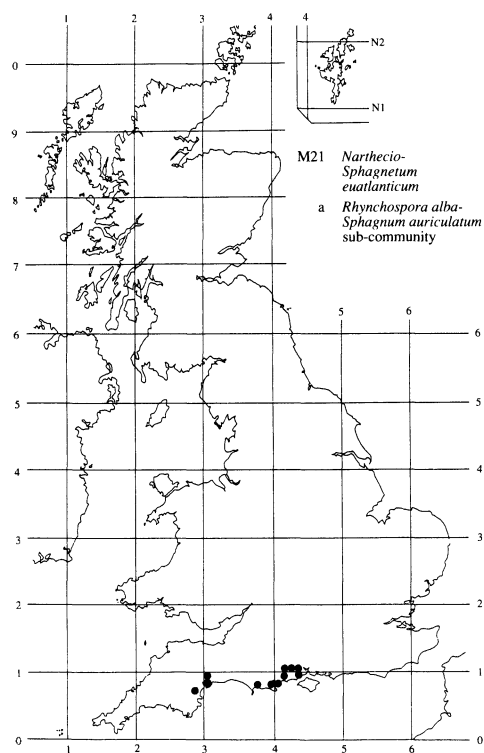 4 2 3 4
0
4 N2
N1
9
M21 Narthecio-
Sphagnetum
euatlanticum
8
a Rhynchospora alba-
Sphagnum auriculatum
sub-community
7
5 6
6 6
5 5
4 4
3 3
2 2
1 1
0 0
1 2 3 4 5 6